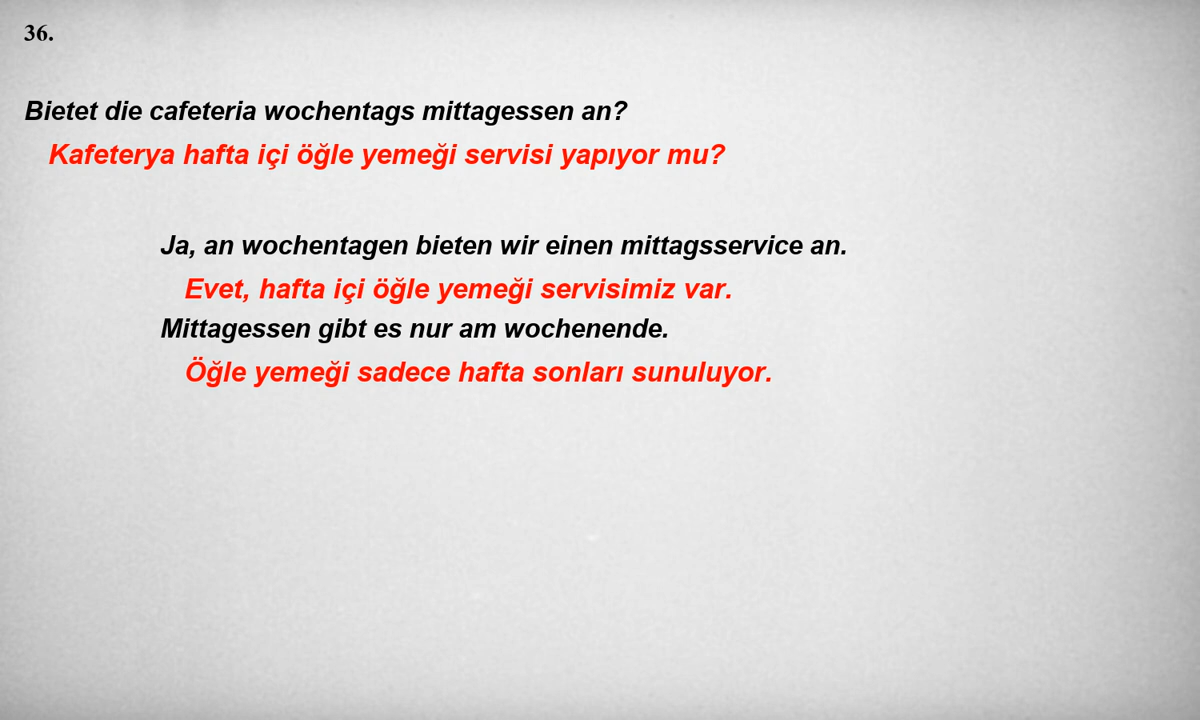 36.
Bietet die cafeteria wochentags mittagessen an?
Kafeterya hafta içi öğle yemeği servisi yapıyor mu?
Ja, an wochentagen bieten wir einen mittagsservice an.
Evet, hafta içi öğle yemeği servisimiz var.
Mittagessen gibt es nur am wochenende.
Öğle yemeği sadece hafta sonları sunuluyor.